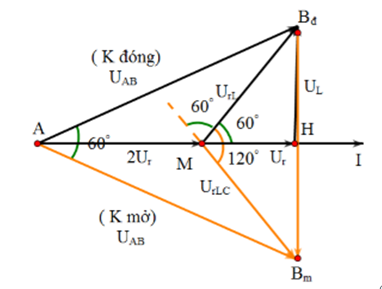 B_đ
( K đóng)
U_AB
U_rL
U_L
60°
60°
A
60°
H
2U_r
M
120°
U_r
I
U_rLC
( K mở)
U_AB
B_m